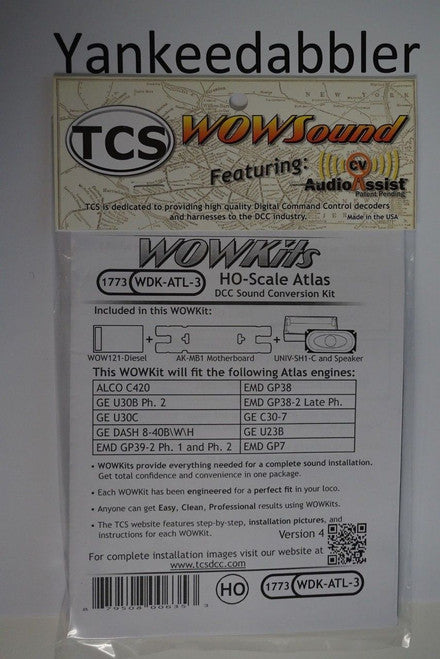 Yankeedabbler
TCS
WOWSound
Featuring:
CV
AudioAssist
Patent Pending
TCS is dedicated to providing high quality Digital Command Control decoders
and harnesses to the DCC industry.
Made in the USA
WOWKits
1773 WDK-ATL-3
HO-Scale Atlas
DCC Sound Conversion Kit
Included in this WOWKit:
+ +
WOW121-Diesel AK-MB1 Motherboard UNIV-SH1-C and Speaker
This WOWKit will fit the following Atlas engines:
ALCO C420 EMD GP38
GE U30B Ph. 2 EMD GP38-2 Late Ph.
GE U30C GE C30-7
GE DASH 8-40B\W\H GE U23B
EMD GP39-2 Ph. 1 and Ph. 2 EMD GP7
• WOWKits provide everything needed for a complete sound installation.
Get total confidence and convenience in one package.
• Each WOWKit has been engineered for a perfect fit in your loco.
• Anyone can get Easy, Clean, Professional results using WOWKits.
• The TCS website features step-by-step, installation pictures, and
instructions for each WOWKit.
Version 4
For complete installation images visit our website at
www.tcsdcc.com
8 79508 00635 3
HO
1773 WDK-ATL-3